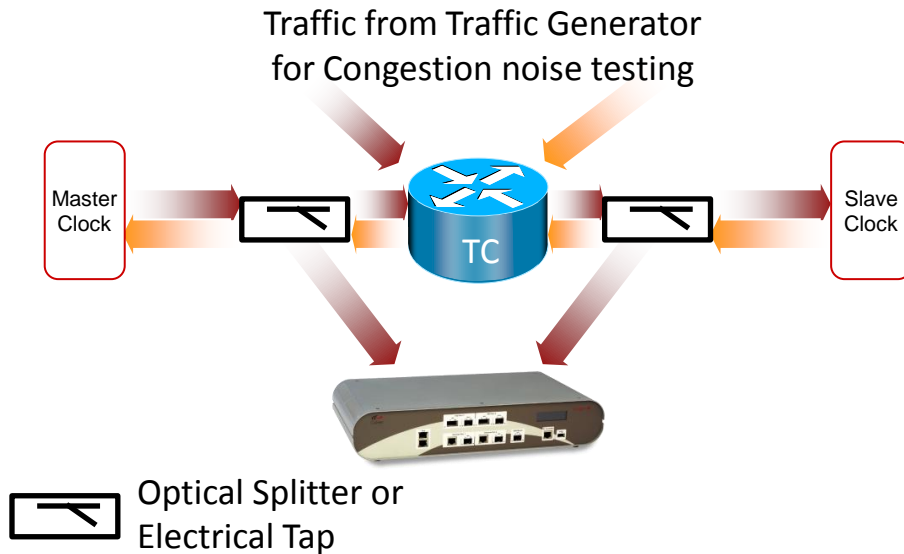 Traffic from Traffic Generator
for Congestion noise testing
Master
Clock
TC
Slave
Clock
Optical Splitter or
Electrical Tap